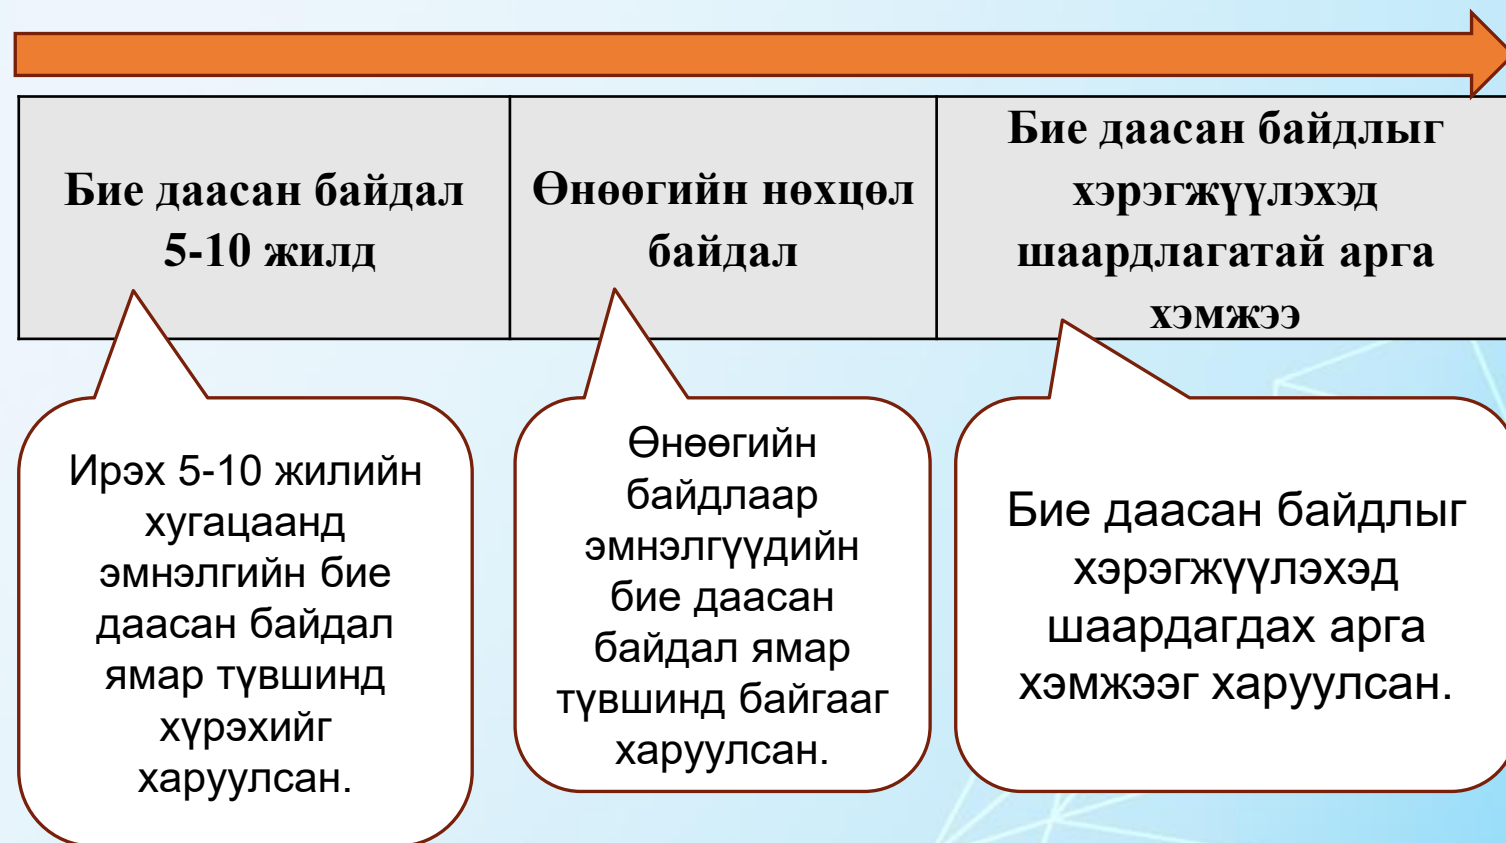 Бие даасан байдал
5-10 жилд
Өнөөгийн нөхцөл
байдал
Бие даасан байдлыг
хэрэгжүүлэхэд
шаардлагатай арга
хэмжээ
Ирэх 5-10 жилийн
хугацаанд
эмнэлгийн бие
даасан байдал
ямар түвшинд
хүрэхийг
харуулсан.
Өнөөгийн
байдлаар
эмнэлгүүдийн
бие даасан
байдал ямар
түвшинд байгааг
харуулсан.
Бие даасан байдлыг
хэрэгжүүлэхэд
шаардагдах арга
хэмжээг харуулсан.